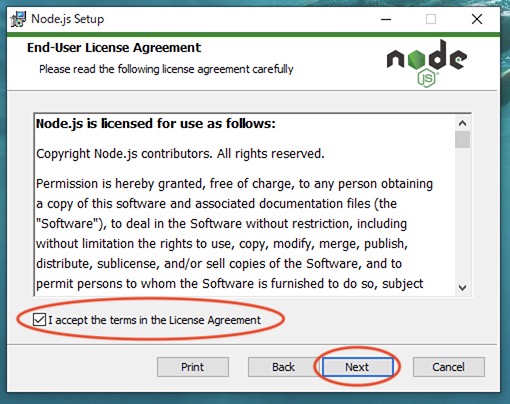 Node.js Setup
End-User License Agreement
Please read the following license agreement carefully
node
JS
Node.js is licensed for use as follows:
Copyright Node.js contributors. All rights reserved.
Permission is hereby granted, free of charge, to any person obtaining
a copy of this software and associated documentation files (the
"Software"), to deal in the Software without restriction, including
without limitation the rights to use, copy, modify, merge, publish,
distribute, sublicense, and/or sell copies of the Software, and to
permit persons to whom the Software is furnished to do so, subject
I accept the terms in the License Agreement
Print Back Next Cancel